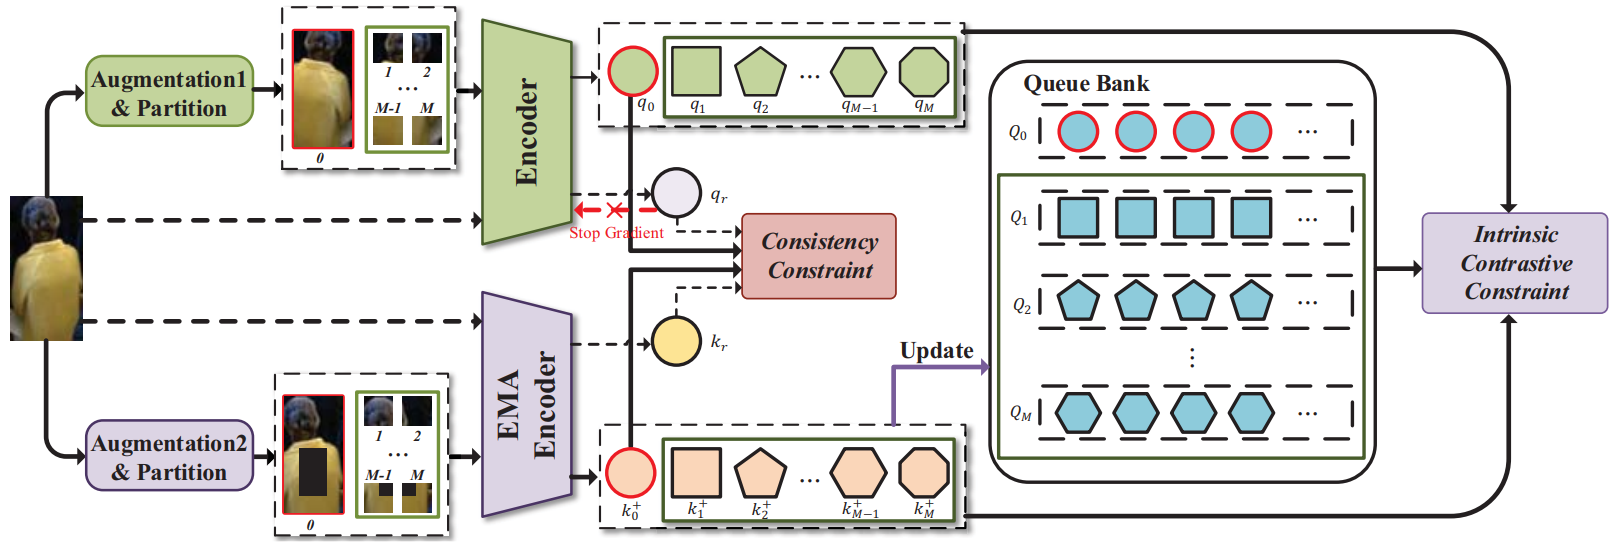 Augmentation1
& Partition
1 2
...
M-1 M
0
Encoder
q0 q1 q2 ... qM−1 qM
qr
Stop Gradient
Consistency
Constraint
kr
EMA
Encoder
Augmentation2
& Partition
1 2
...
M-1 M
0
k0+ k1+ k2+ ... kM−1+ kM+
Update
Queue Bank
Q0 ...
Q1 ...
Q2 ...
⋮
QM ...
Intrinsic
Contrastive
Constraint